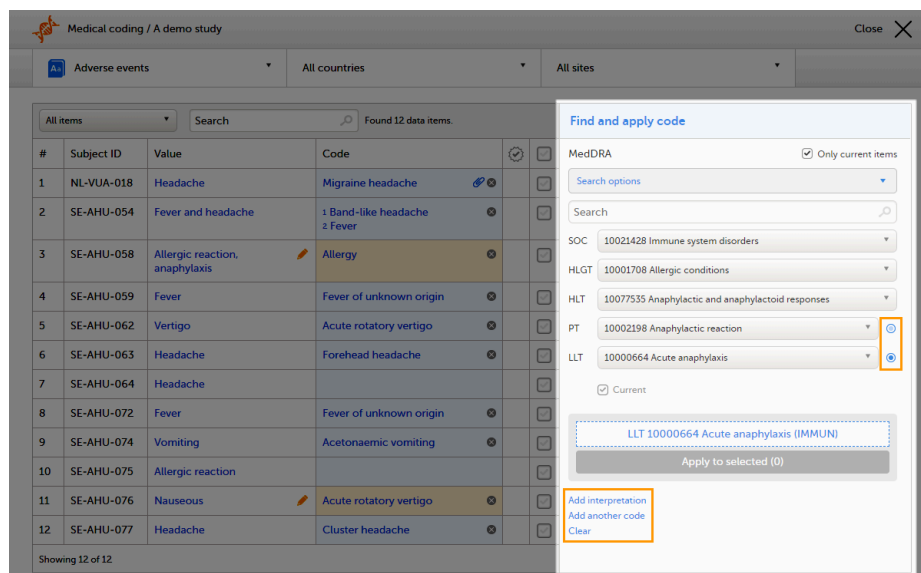 Medical coding / A demo study
Close
Aa Adverse events All countries All sites
All items Search Found 12 data items.
# Subject ID Value Code
1 NL-VUA-018 Headache Migraine headache
2 SE-AHU-054 Fever and headache 1 Band-like headache
2 Fever
3 SE-AHU-058 Allergic reaction, Allergy
anaphylaxis
4 SE-AHU-059 Fever Fever of unknown origin
5 SE-AHU-062 Vertigo Acute rotatory vertigo
6 SE-AHU-063 Headache Forehead headache
7 SE-AHU-064 Headache
8 SE-AHU-072 Fever Fever of unknown origin
9 SE-AHU-074 Vomiting Acetonaemic vomiting
10 SE-AHU-075 Allergic reaction
11 SE-AHU-076 Nauseous Acute rotatory vertigo
12 SE-AHU-077 Headache Cluster headache
Showing 12 of 12
Find and apply code
MedDRA Only current items
Search options
Search
SOC 10021428 Immune system disorders
HLGT 10001708 Allergic conditions
HLT 10077535 Anaphylactic and anaphylactoid responses
PT 10002198 Anaphylactic reaction
LLT 10000664 Acute anaphylaxis
Current
LLT 10000664 Acute anaphylaxis (IMMUN)
Apply to selected (0)
Add interpretation
Add another code
Clear